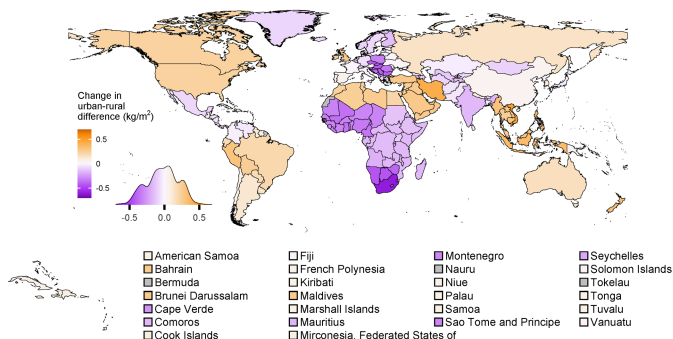 Change in
urban-rural
difference (kg/m²)
0.5
0.0
-0.5
-0.5 0.0 0.5
American Samoa
Bahrain
Bermuda
Brunei Darussalam
Cape Verde
Comoros
Cook Islands
Fiji
French Polynesia
Kiribati
Maldives
Marshall Islands
Mauritius
Mirconesia, Federated States of
Montenegro
Nauru
Niue
Palau
Samoa
Sao Tome and Principe
Seychelles
Solomon Islands
Tokelau
Tonga
Tuvalu
Vanuatu